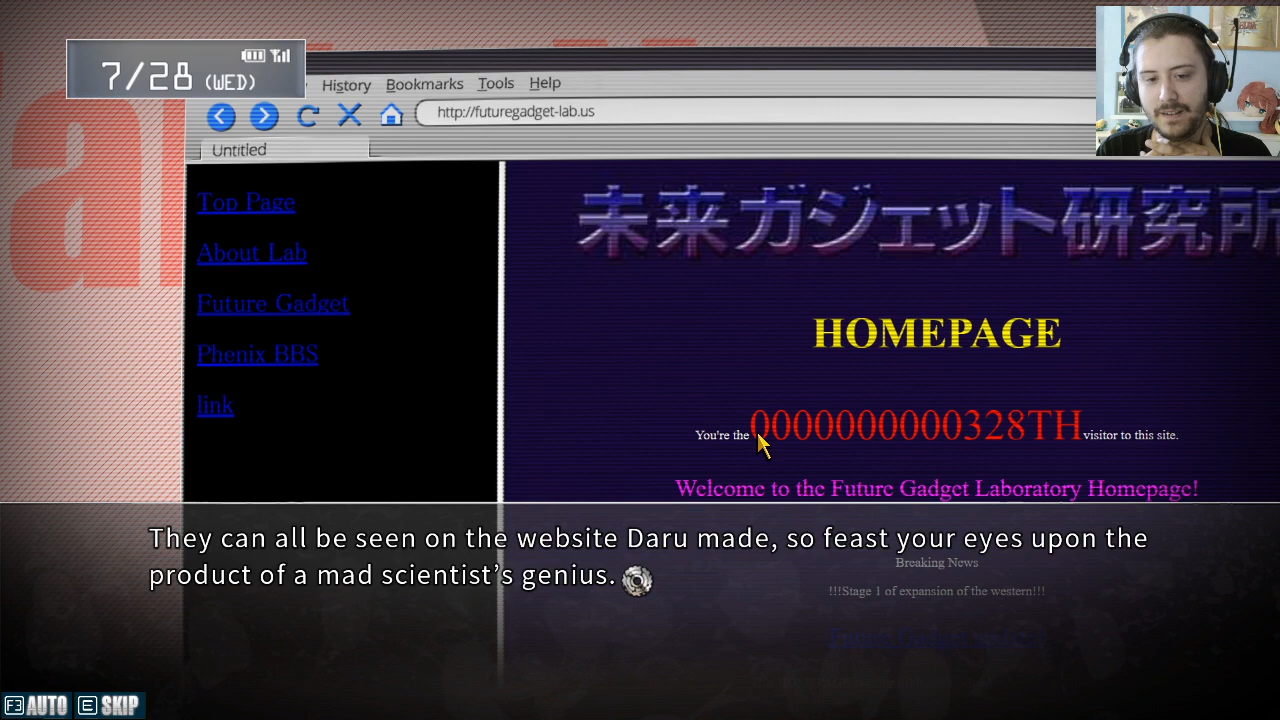 7/28 (WED)
History Bookmarks Tools Help
http://futuregadget-lab.us
Untitled
Top Page
About Lab
Future Gadget
Phenix BBS
link
未来ガジェット研究所
HOMEPAGE
You're the 0000000000328TH visitor to this site.
Welcome to the Future Gadget Laboratory Homepage!
They can all be seen on the website Daru made, so feast your eyes upon the
product of a mad scientist's genius.
Breaking News
!!!Stage 1 of expansion of the western!!!
F3 AUTO E SKIP